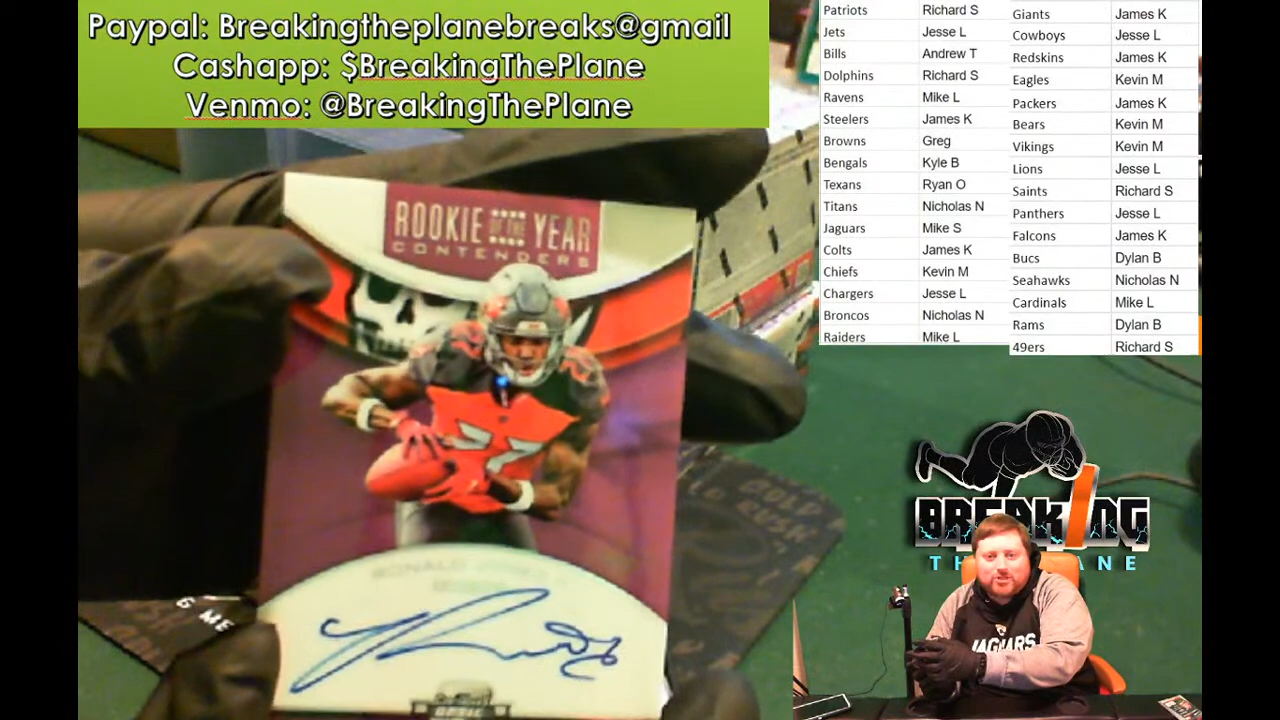 Paypal: Breakingtheplanebreaks@gmail
Cashapp: $BreakingThePlane
Venmo: @BreakingThePlane
Patriots Richard S
Jets Jesse L
Bills Andrew T
Dolphins Richard S
Ravens Mike L
Steelers James K
Browns Greg
Bengals Kyle B
Texans Ryan O
Titans Nicholas N
Jaguars Mike S
Colts James K
Chiefs Kevin M
Chargers Jesse L
Broncos Nicholas N
Raiders Mike L
Giants James K
Cowboys Jesse L
Redskins James K
Eagles Kevin M
Packers James K
Bears Kevin M
Vikings Kevin M
Lions Jesse L
Saints Richard S
Panthers Jesse L
Falcons James K
Bucs Dylan B
Seahawks Nicholas N
Cardinals Mike L
Rams Dylan B
49ers Richard S
ROOKIE OF THE YEAR
CONTENDERS
RONALD
G ME
BREAKING
JAGUARS